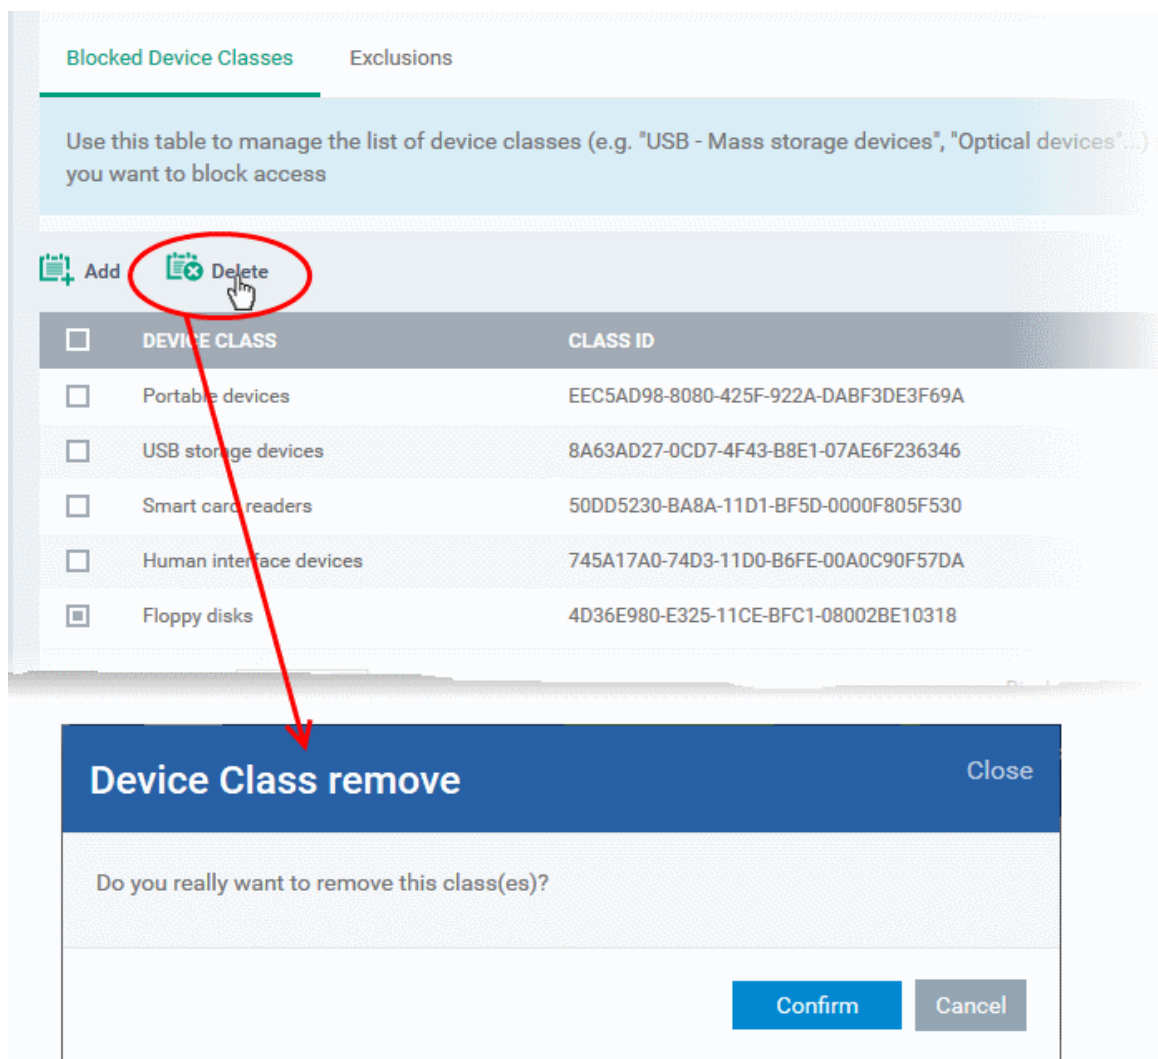 Blocked Device Classes Exclusions
Use this table to manage the list of device classes (e.g. "USB - Mass storage devices", "Optical devices"...)
you want to block access
Add Delete
DEVICE CLASS CLASS ID
Portable devices EEC5AD98-8080-425F-922A-DABF3DE3F69A
USB storage devices 8A63AD27-0CD7-4F43-B8E1-07AE6F236346
Smart card readers 50DD5230-BA8A-11D1-BF5D-0000F805F530
Human interface devices 745A17A0-74D3-11D0-B6FE-00A0C90F57DA
Floppy disks 4D36E980-E325-11CE-BFC1-08002BE10318
Device Class remove Close
Do you really want to remove this class(es)?
Confirm Cancel